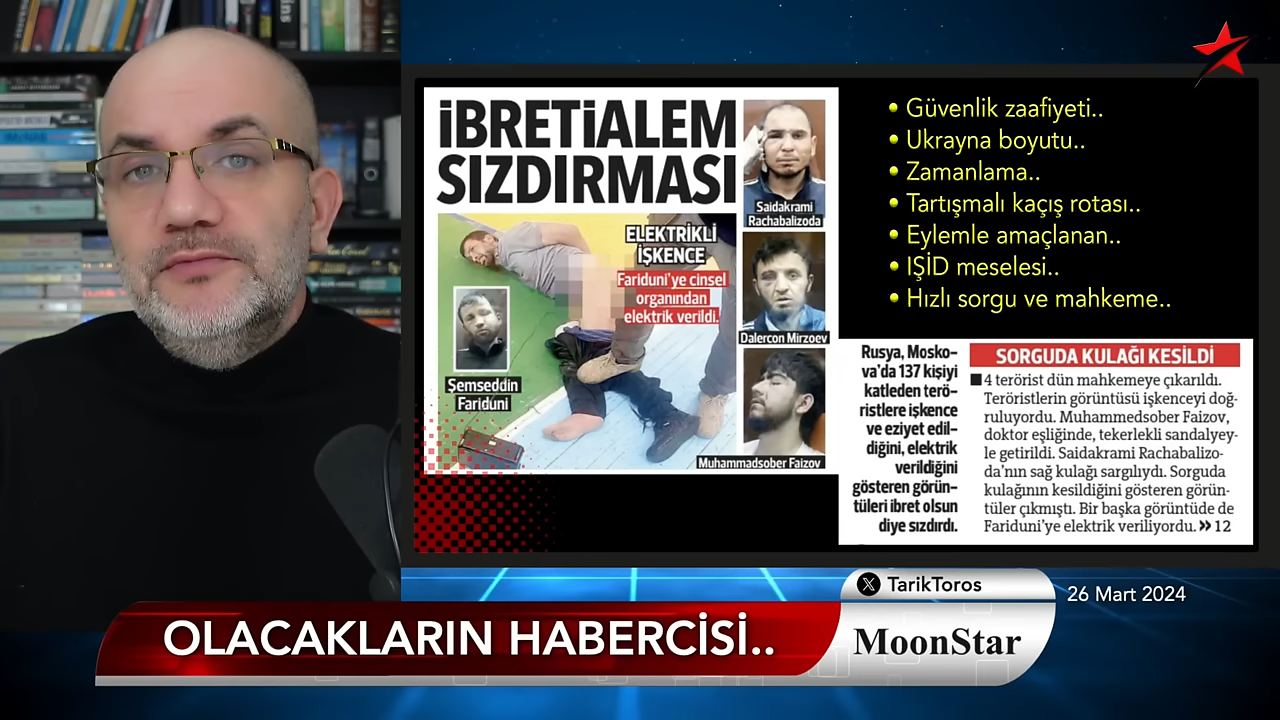 İBRETİALEM
SIZDIRMASI
ELEKTRİKLİ
İŞKENCE
Fariduni'ye cinsel
organından
elektrik verildi.
Şemseddin
Fariduni
Saidakrami
Rachabalizoda
Dalercon Mirzoev
Muhammadsober Faizov
• Güvenlik zaafiyeti..
• Ukrayna boyutu..
• Zamanlama..
• Tartışmalı kaçış rotası..
• Eylemle amaçlanan..
• IŞİD meselesi..
• Hızlı sorgu ve mahkeme..
Rusya, Mosko-
va'da 137 kişiyi
katleden terö-
ristlere işkence
ve eziyet edil-
diğini, elektrik
verildiğini
gösteren görün-
tüleri ibret olsun
diye sızdırdı.
SORGUDA KULAĞI KESİLDİ
■ 4 terörist dün mahkemeye çıkarıldı.
Teröristlerin görüntüsü işkenceyi doğ-
ruluyordu. Muhammedsober Faizov,
doktor eşliğinde, tekerlekli sandalyey-
le getirildi. Saidakrami Rachabalizo-
da'nın sağ kulağı sargılıydı. Sorguda
kulağının kesildiğini gösteren görün-
tüler çıkmıştı. Bir başka görüntüde de
Fariduni'ye elektrik veriliyordu. » 12
X TarikToros
26 Mart 2024
OLACAKLARIN HABERCİSİ..
MoonStar